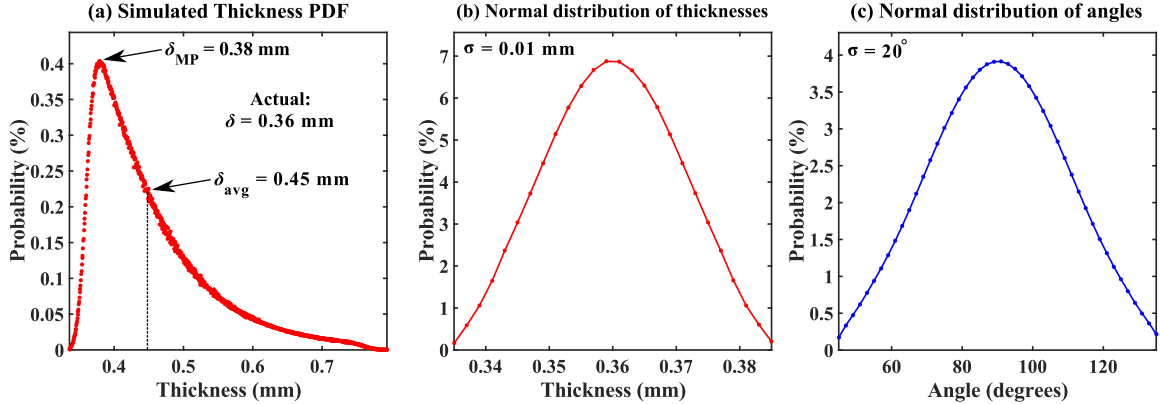 (a) Simulated Thickness PDF
δMP = 0.38 mm
Actual:
δ = 0.36 mm
δavg = 0.45 mm
Probability (%)
0.4
0.35
0.3
0.25
0.2
0.15
0.1
0.05
0
0.4 0.5 0.6 0.7
Thickness (mm)
(b) Normal distribution of thicknesses
σ = 0.01 mm
Probability (%)
7
6
5
4
3
2
1
0
0.34 0.35 0.36 0.37 0.38
Thickness (mm)
(c) Normal distribution of angles
σ = 20°
Probability (%)
4
3.5
3
2.5
2
1.5
1
0.5
0
60 80 100 120
Angle (degrees)